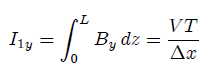 I_{1y} = \int_0^L B_y \, dz = \frac{VT}{\Delta x}